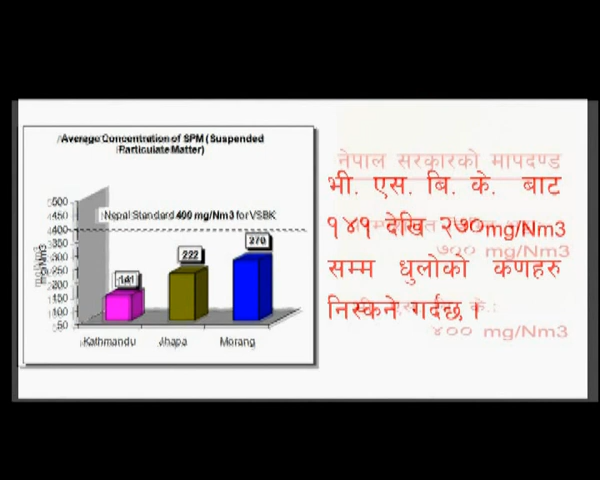 Average Concentration of SPM (Suspended
Particulate Matter)
500
450
400
350
300
250
200
150
100
50
mg/Nm3
Nepal Standard 400 mg/Nm3 for VSBK
141
222
270
Kathmandu Jhapa Morang
नेपाल सरकारको मापदण्ड
भी. एस. बि. के. बाट
१४१ देखि २७०mg/Nm3
७०० mg/Nm3
सम्म धुलोको कणहरु
निस्कने गर्दछ ।
४०० mg/Nm3